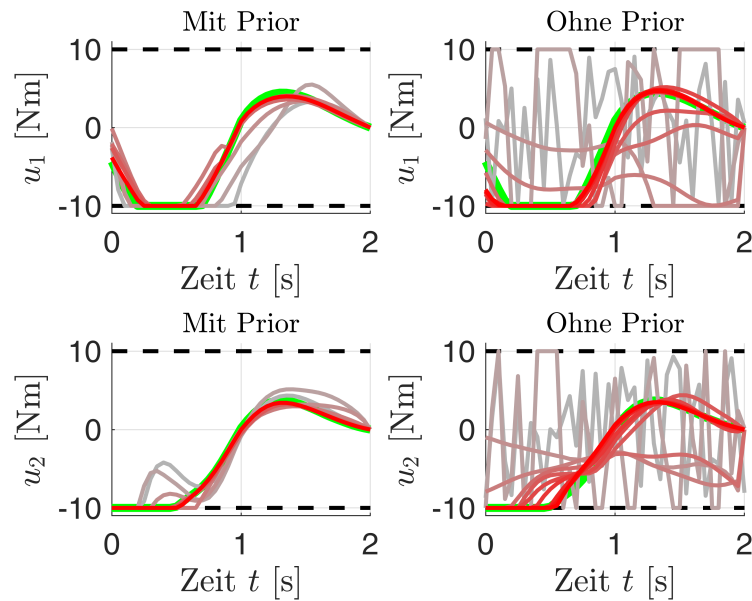 Mit Prior
Ohne Prior
10
0
-10
u₁ [Nm]
0
1
2
Zeit t [s]
10
0
-10
u₁ [Nm]
0
1
2
Zeit t [s]
Mit Prior
Ohne Prior
10
0
-10
u₂ [Nm]
0
1
2
Zeit t [s]
10
0
-10
u₂ [Nm]
0
1
2
Zeit t [s]